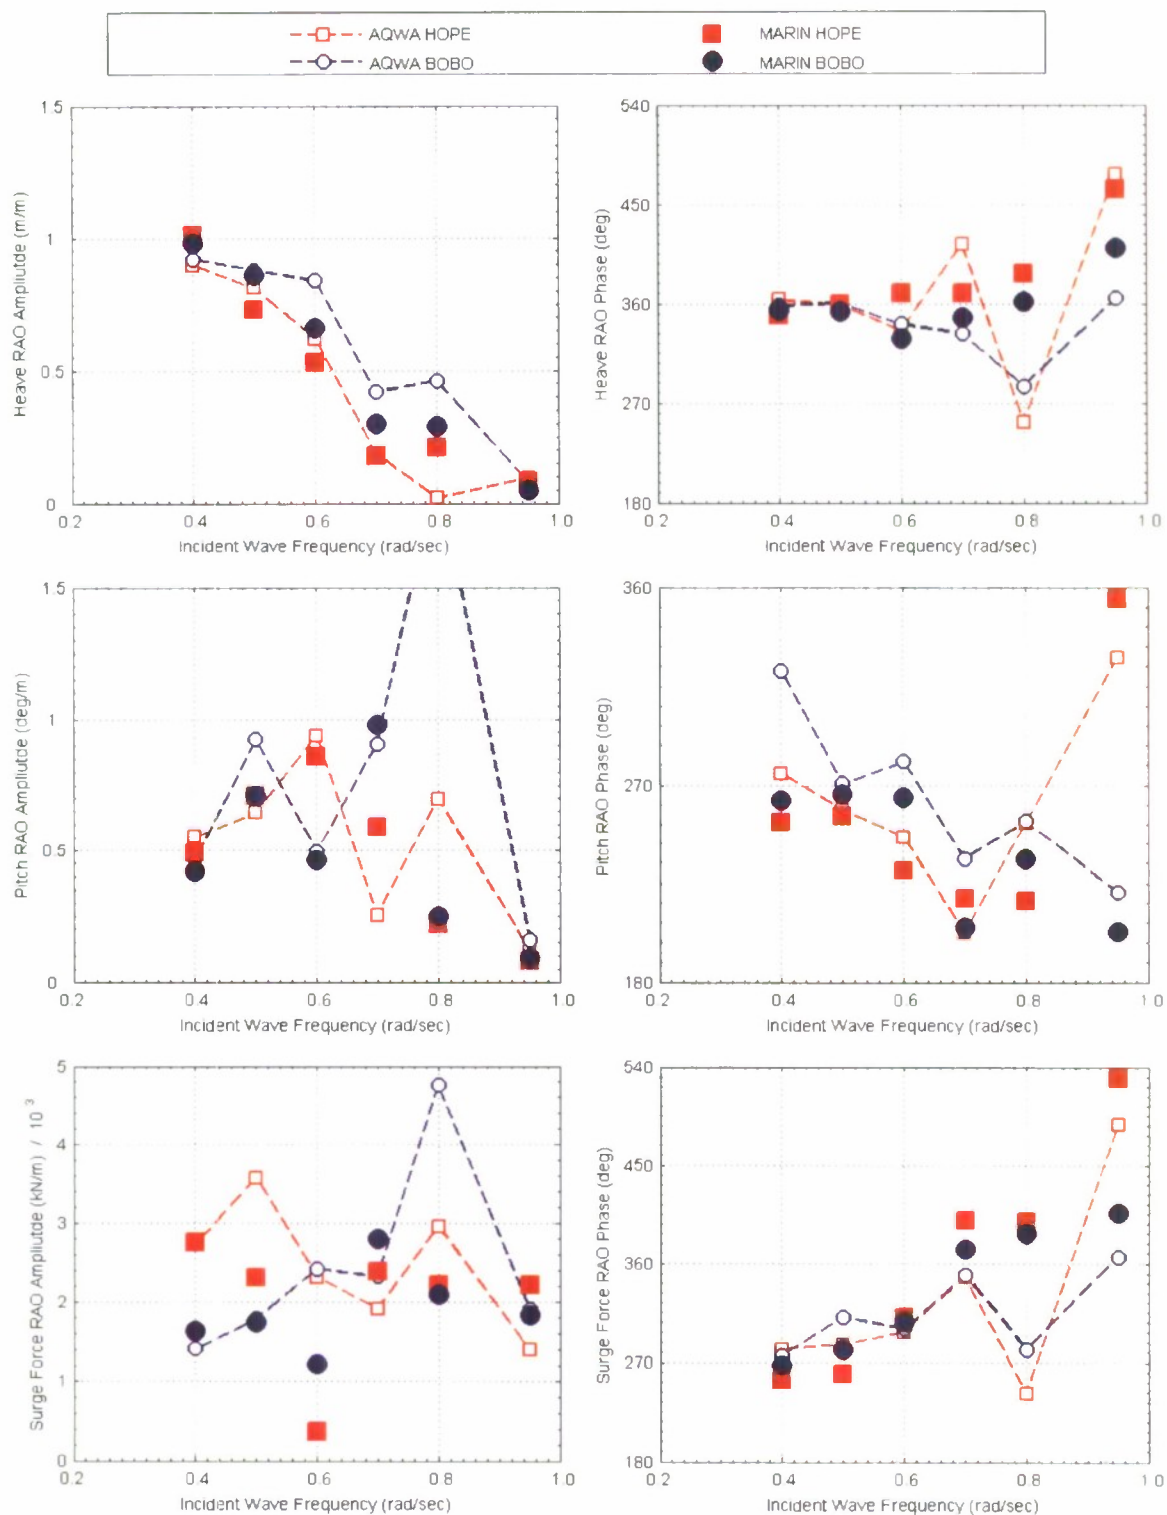 AQWA HOPE MARIN HOPE
AQWA BOBO MARIN BOBO
1.5
1
0.5
0
Heave RAO Ampliutde (m/m)
0.2 0.4 0.6 0.8 1.0
Incident Wave Frequency (rad/sec)
540
450
360
270
180
Heave RAO Phase (deg)
0.2 0.4 0.6 0.8 1.0
Incident Wave Frequency (rad/sec)
1.5
1
0.5
0
Pitch RAO Ampliutde (deg/m)
0.2 0.4 0.6 0.8 1.0
Incident Wave Frequency (rad/sec)
360
270
180
Pitch RAO Phase (deg)
0.2 0.4 0.6 0.8 1.0
Incident Wave Frequency (rad/sec)
5
4
3
2
1
0
Surge Force RAO Ampliutde (kN/m) / 10³
0.2 0.4 0.6 0.8 1.0
Incident Wave Frequency (rad/sec)
540
450
360
270
180
Surge Force RAO Phase (deg)
0.2 0.4 0.6 0.8 1.0
Incident Wave Frequency (rad/sec)